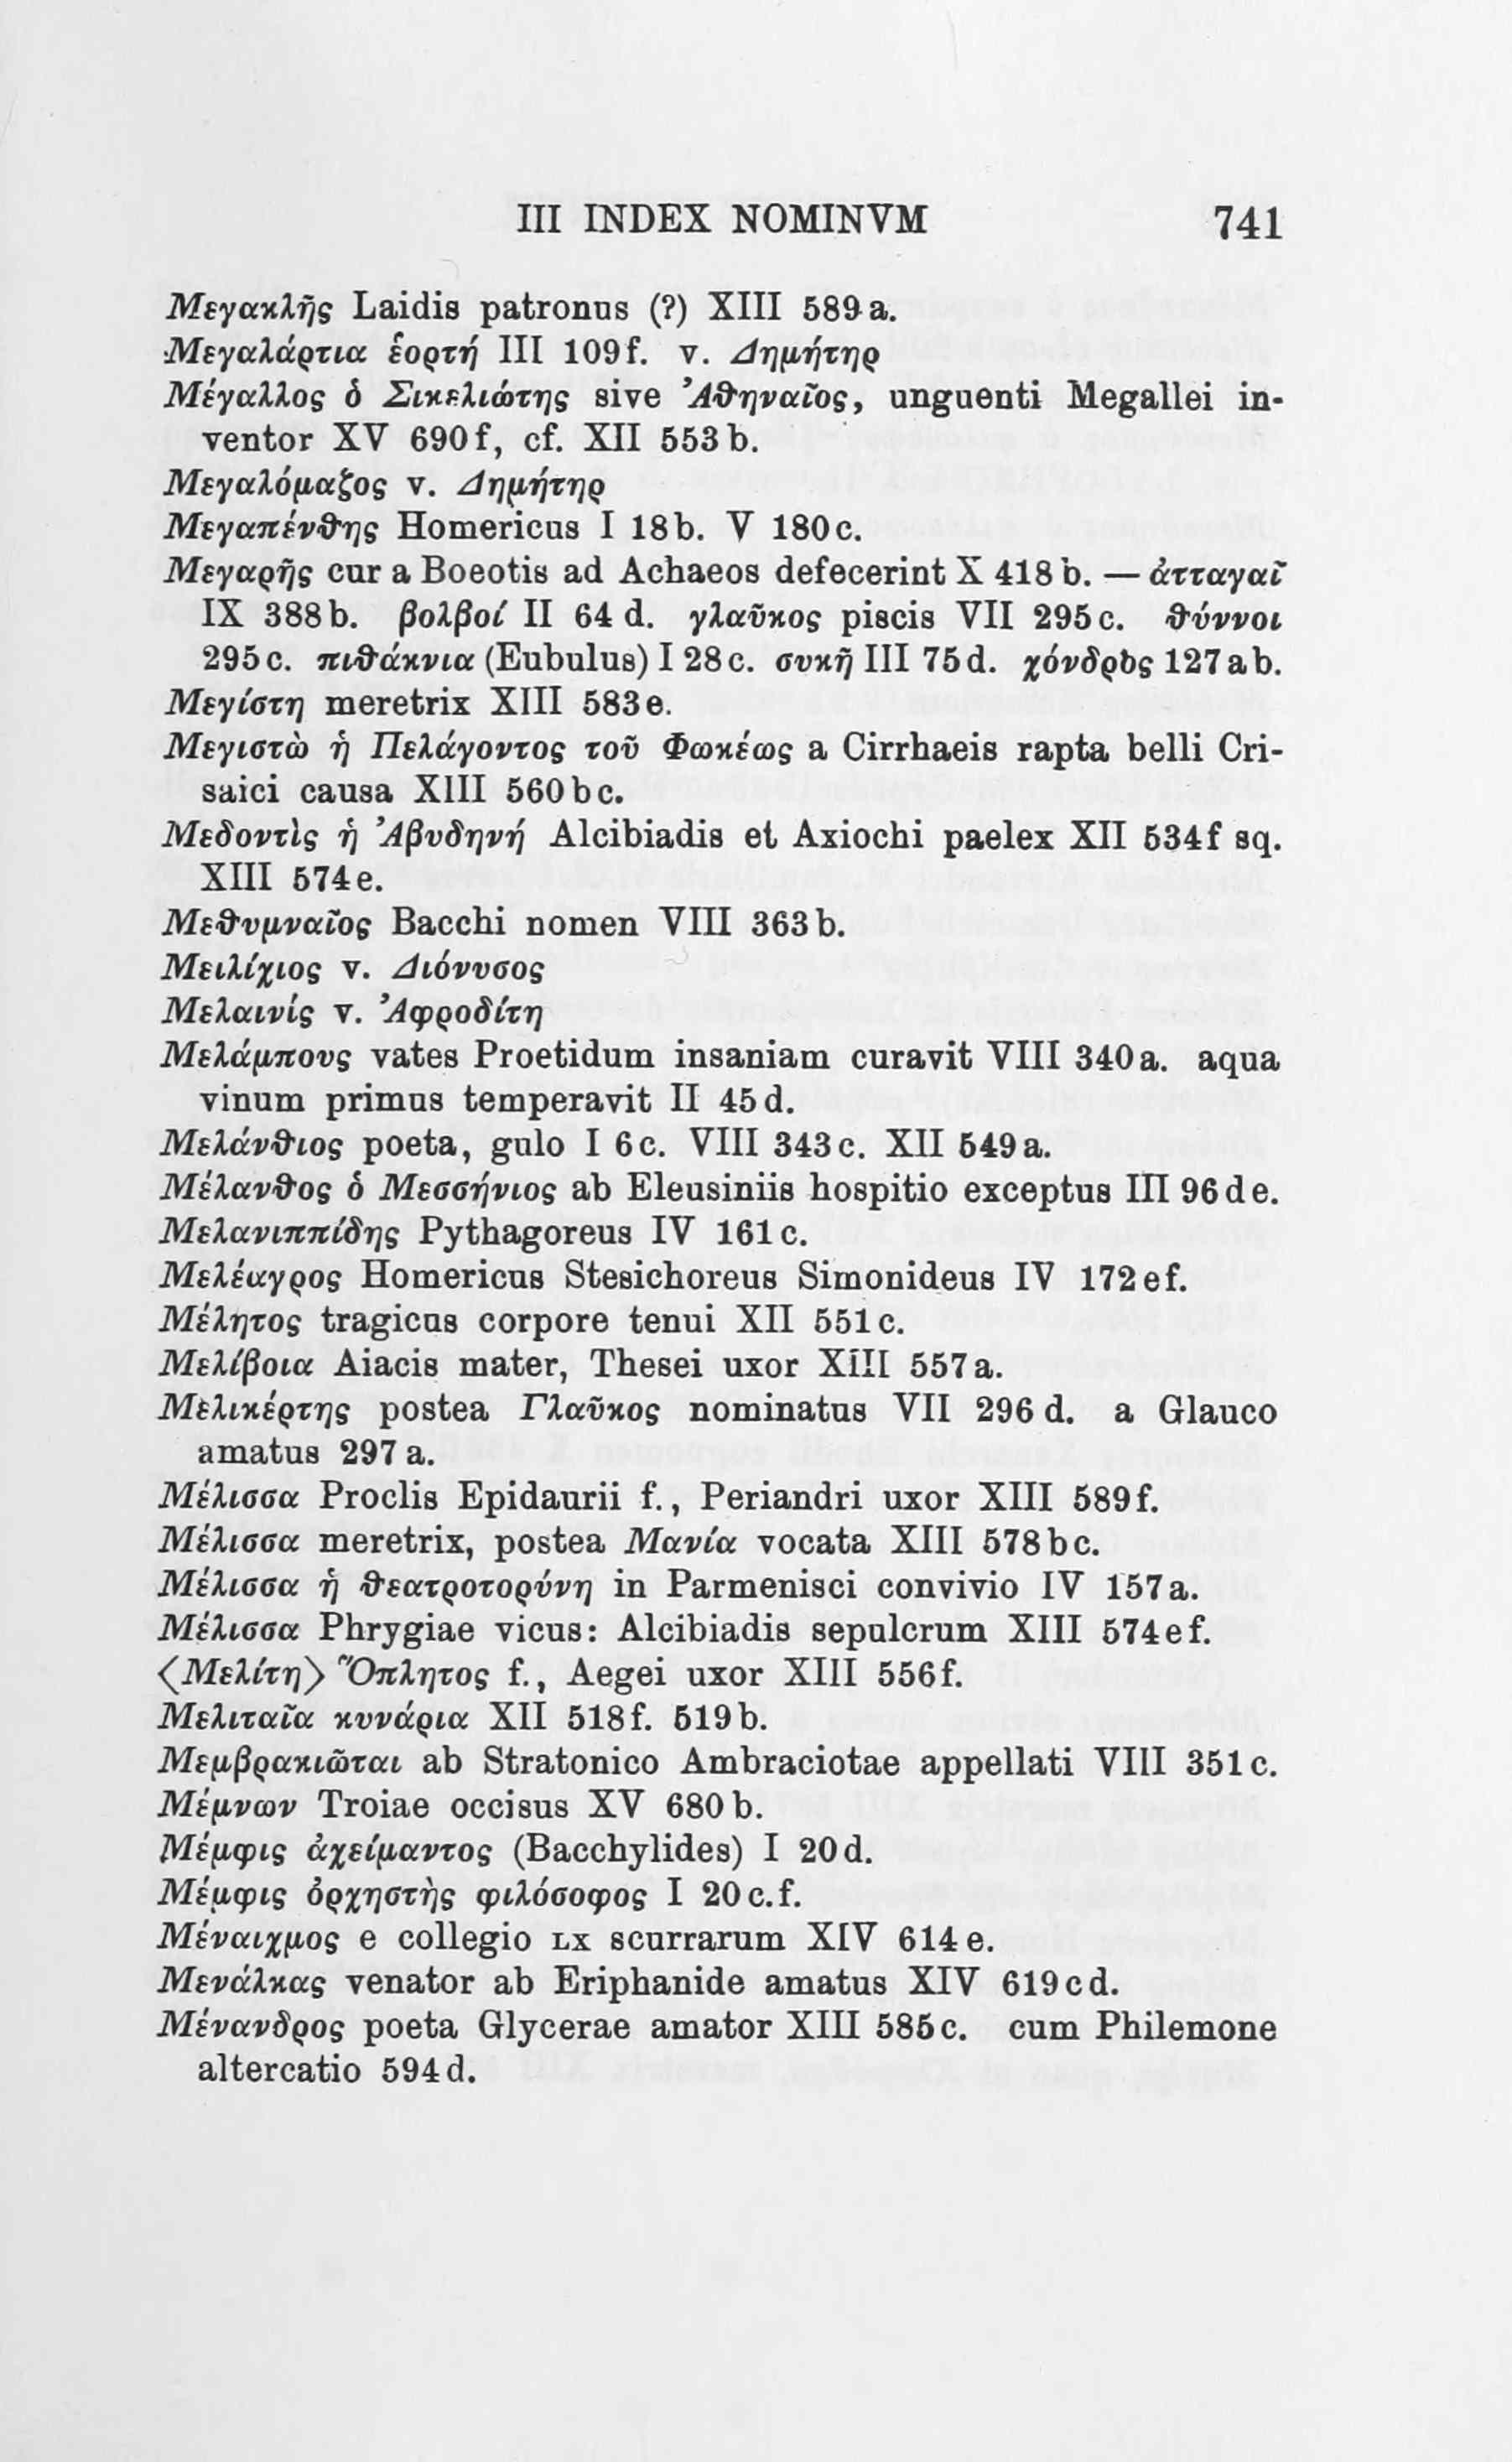 III INDEX NOMINVM 741
Μεγακλῆς Laidis patronus (?) XIII 589 a.
Μεγαλάρτια ἑορτή III 109 f. v. Δημήτηρ
Μέγαλλος ὁ Σικελιώτης sive Ἀθηναῖος, unguenti Megallei in-
ventor XV 690 f, cf. XII 553 b.
Μεγαλόμαζος v. Δημήτηρ
Μεγαπένθης Homericus I 18 b. V 180 c.
Μεγαρῆς cur a Boeotis ad Achaeos defecerint X 418 b. — ἀτταγαῖ
IX 388 b. βολβοί II 64 d. γλαῦκος piscis VII 295 c. θύννοι
295 c. πιθάκνια (Eubulus) I 28 c. συκῆ III 75 d. χόνδρος 127 a b.
Μεγίστη meretrix XIII 583 e.
Μεγιστὼ ἡ Πελάγοντος τοῦ Φωκέως a Cirrhaeis rapta belli Cri-
saici causa XIII 560 b c.
Μεδοντὶς ἡ Ἀβυδηνή Alcibiadis et Axiochi paelex XII 534 f sq.
XIII 574 e.
Μεθυμναῖος Bacchi nomen VIII 363 b.
Μειλίχιος v. Διόνυσος
Μελαινίς v. Ἀφροδίτη
Μελάμπους vates Proetidum insaniam curavit VIII 340 a. aqua
vinum primus temperavit II 45 d.
Μελάνθιος poeta, gulo I 6 c. VIII 343 c. XII 549 a.
Μέλανθος ὁ Μεσσήνιος ab Eleusiniis hospitio exceptus III 96 d e.
Μελανιππίδης Pythagoreus IV 161 c.
Μελέαγρος Homericus Stesichoreus Simonideus IV 172 e f.
Μέλητος tragicus corpore tenui XII 551 c.
Μελίβοια Aiacis mater, Thesei uxor XIII 557 a.
Μελικέρτης postea Γλαῦκος nominatus VII 296 d. a Glauco
amatus 297 a.
Μέλισσα Proclis Epidaurii f., Periandri uxor XIII 589 f.
Μέλισσα meretrix, postea Μανία vocata XIII 578 b c.
Μέλισσα ἡ θεατροτορύνη in Parmenisci convivio IV 157 a.
Μέλισσα Phrygiae vicus: Alcibiadis sepulcrum XIII 574 e f.
⟨Μελίτη⟩ Ὅπλητος f., Aegei uxor XIII 556 f.
Μελιταῖα κυνάρια XII 518 f. 519 b.
Μεμβρακιῶται ab Stratonico Ambraciotae appellati VIII 351 c.
Μέμνων Troiae occisus XV 680 b.
Μέμφις ἀχείμαντος (Bacchylides) I 20 d.
Μέμφις ὀρχηστὴς φιλόσοφος I 20 c. f.
Μέναιχμος e collegio LX scurrarum XIV 614 e.
Μενάλκας venator ab Eriphanide amatus XIV 619 c d.
Μένανδρος poeta Glycerae amator XIII 585 c. cum Philemone
altercatio 594 d.